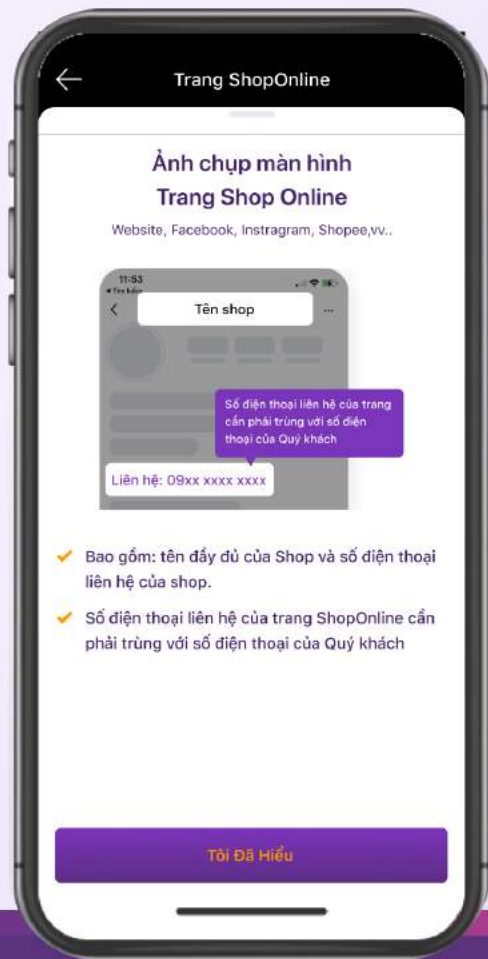 Trang ShopOnline
Ảnh chụp màn hình
Trang Shop Online
Website, Facebook, Instragram, Shopee,vv..
11:53
◂ Tìm kiếm
Tên shop
...
Số điện thoại liên hệ của trang
cần phải trùng với số điện
thoại của Quý khách
Liên hệ: 09xx xxxx xxxx
Bao gồm: tên đầy đủ của Shop và số điện thoại
liên hệ của shop.
Số điện thoại liên hệ của trang ShopOnline cần
phải trùng với số điện thoại của Quý khách
Tôi Đã Hiểu